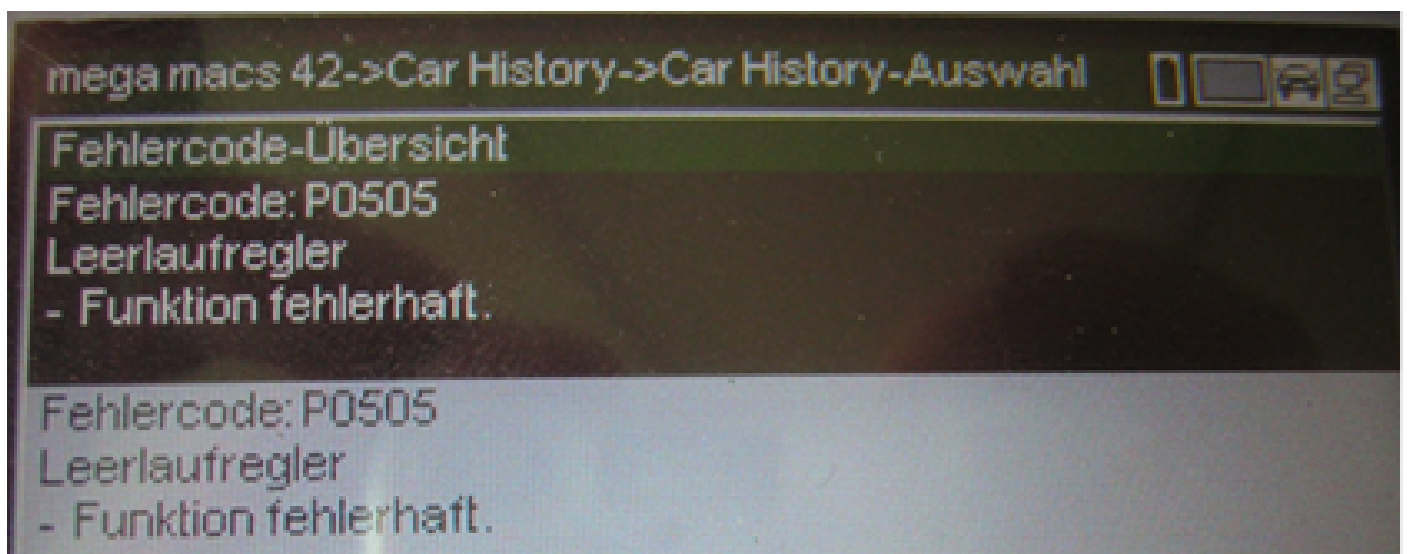 mega macs 42->Car History->Car History-Auswahl
Fehlercode-Übersicht
Fehlercode: P0505
Leerlaufregler
- Funktion fehlerhaft.
Fehlercode: P0505
Leerlaufregler
- Funktion fehlerhaft.